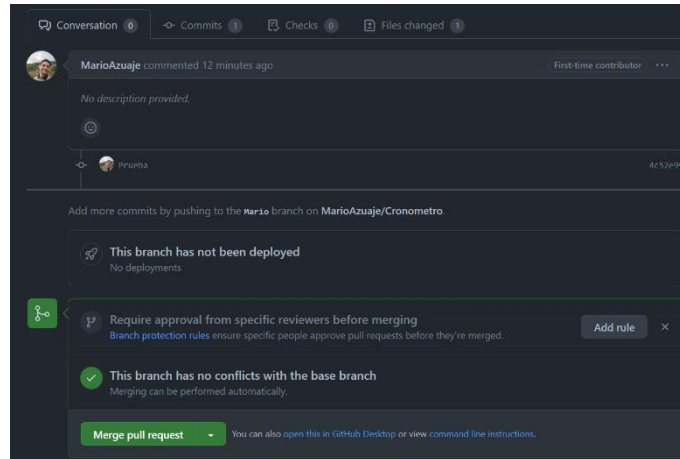 Conversation 0 Commits 1 Checks 0 Files changed 1
MarioAzuaje commented 12 minutes ago First-time contributor ...
No description provided.
Prueba 4c52e9
Add more commits by pushing to the Mario branch on MarioAzuaje/Cronometro.
This branch has not been deployed
No deployments
Require approval from specific reviewers before merging
Branch protection rules ensure specific people approve pull requests before they're merged.
Add rule
This branch has no conflicts with the base branch
Merging can be performed automatically.
Merge pull request You can also open this in GitHub Desktop or view command line instructions.